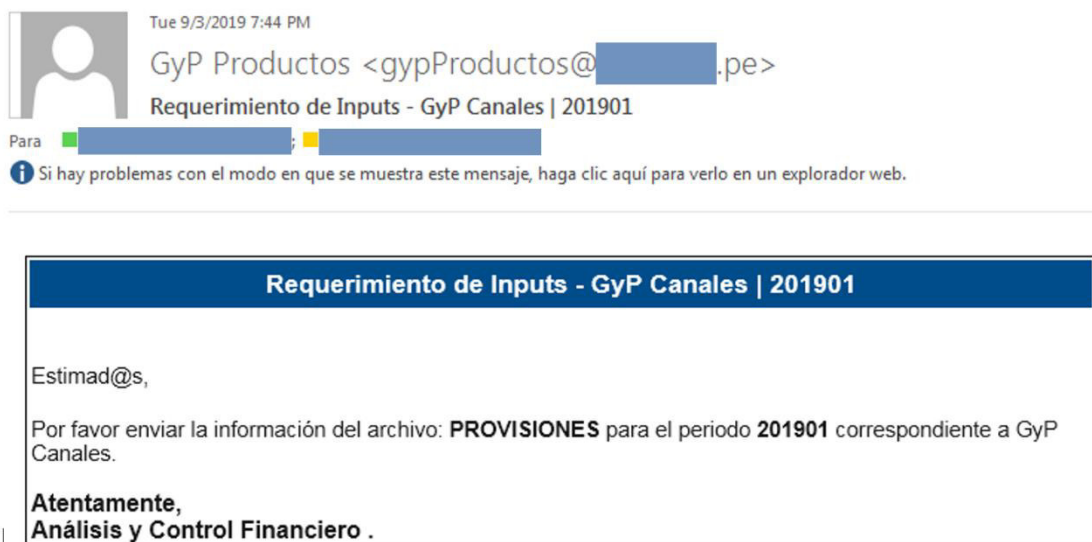 Tue 9/3/2019 7:44 PM
GyP Productos <gypProductos@ .pe>
Requerimiento de Inputs - GyP Canales | 201901
Para ;
Si hay problemas con el modo en que se muestra este mensaje, haga clic aquí para verlo en un explorador web.
Requerimiento de Inputs - GyP Canales | 201901
Estimad@s,
Por favor enviar la información del archivo: PROVISIONES para el periodo 201901 correspondiente a GyP
Canales.
Atentamente,
Análisis y Control Financiero .